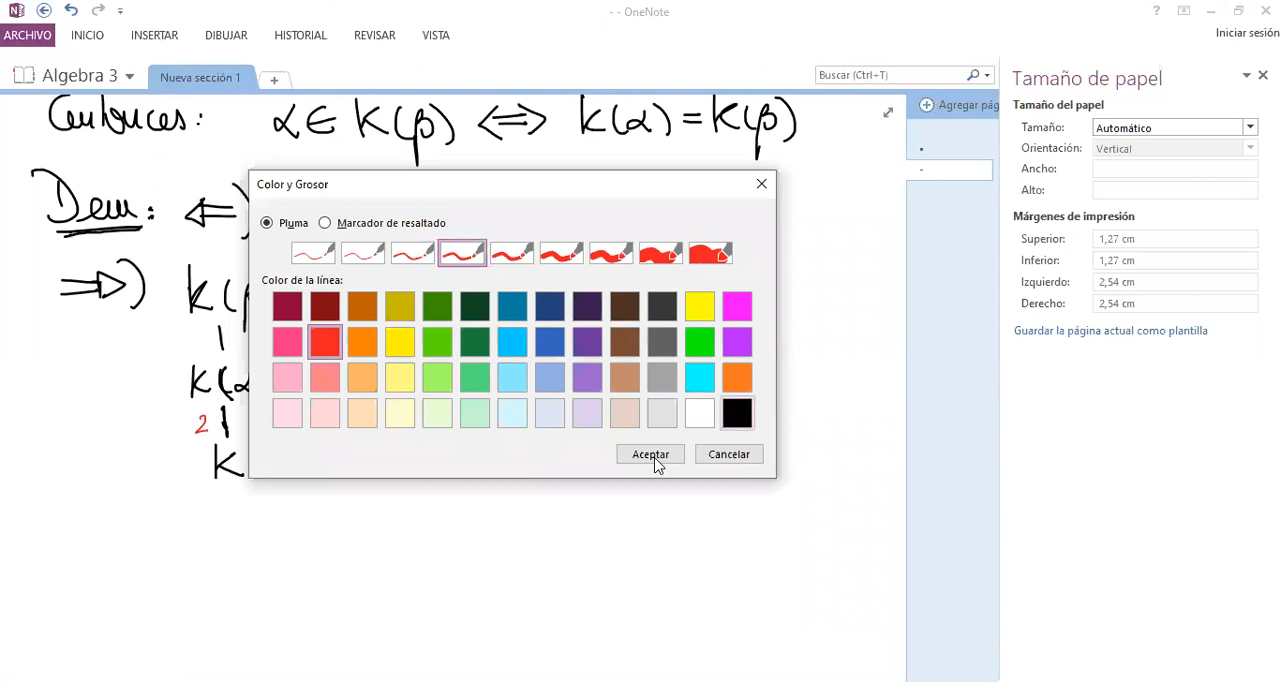 - - OneNote
ARCHIVO INICIO INSERTAR DIBUJAR HISTORIAL REVISAR VISTA
Iniciar sesión
Algebra 3 Nueva sección 1
Buscar (Ctrl+T)
Agregar pág
Tamaño de papel
Tamaño del papel
Tamaño: Automático
Orientación: Vertical
Ancho:
Alto:
Márgenes de impresión
Superior: 1,27 cm
Inferior: 1,27 cm
Izquierdo: 2,54 cm
Derecho: 2,54 cm
Guardar la página actual como plantilla
Entonces: α ∈ K(β) ⟺ K(α) = K(β)
Dem: ⇐)
⇒) K(
K(α
2
K
Color y Grosor
Pluma Marcador de resaltado
Color de la línea:
Aceptar Cancelar